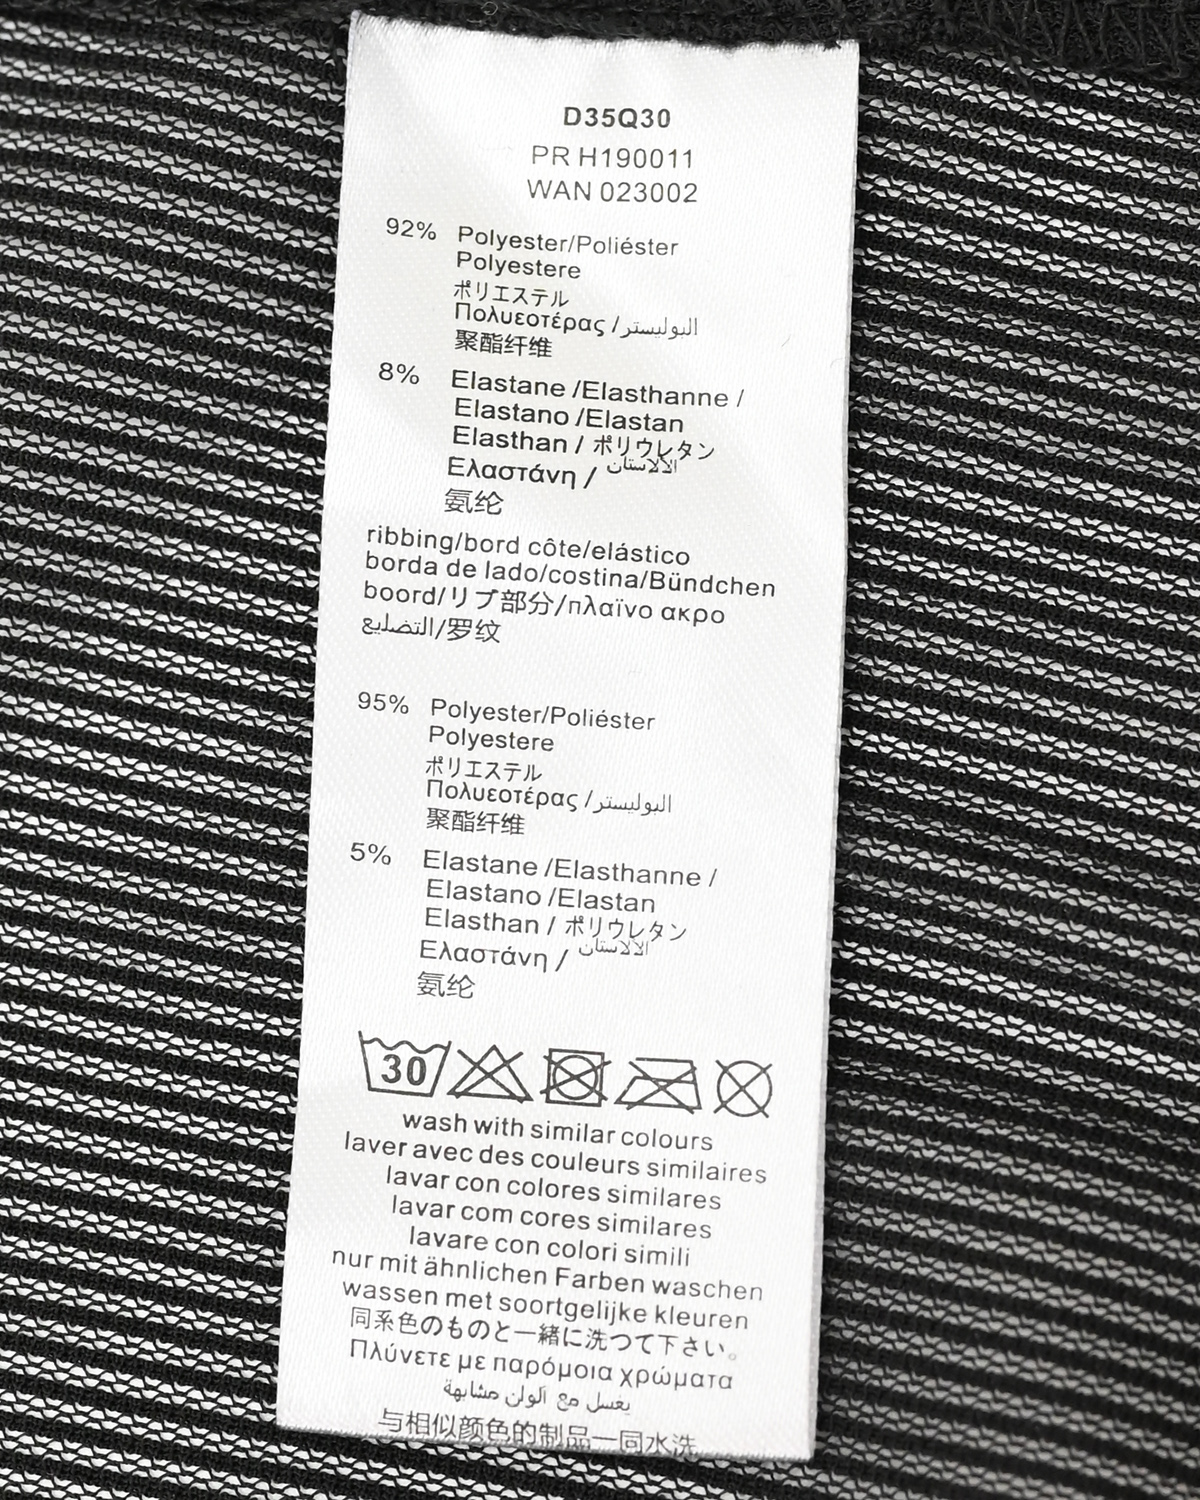 D35Q30
PR H190011
WAN 023002
92% Polyester/Poliéster
Polyestere
ポリエステル
Πολυεοτέρας /البوليستر
聚酯纤维
8% Elastane /Elasthanne /
Elastano /Elastan
Elasthan / ポリウレタン
Ελαστάνη / الالاستان
氨纶
ribbing/bord côte/elástico
borda de lado/costina/Bündchen
boord/リブ部分/πλαϊνο ακρο
التضليع/罗纹
95% Polyester/Poliéster
Polyestere
ポリエステル
Πολυεοτέρας /البوليستر
聚酯纤维
5% Elastane /Elasthanne /
Elastano /Elastan
Elasthan / ポリウレタン
Ελαστάνη / الالاستان
氨纶
30
wash with similar colours
laver avec des couleurs similaires
lavar con colores similares
lavar com cores similares
lavare con colori simili
nur mit ähnlichen Farben waschen
wassen met soortgelijke kleuren
同系色のものと一緒に洗つて下さい。
Πλύνετε με παρόμοια χρώματα
يغسل مع الوان مشابهة
与相似颜色的制品一同水洗